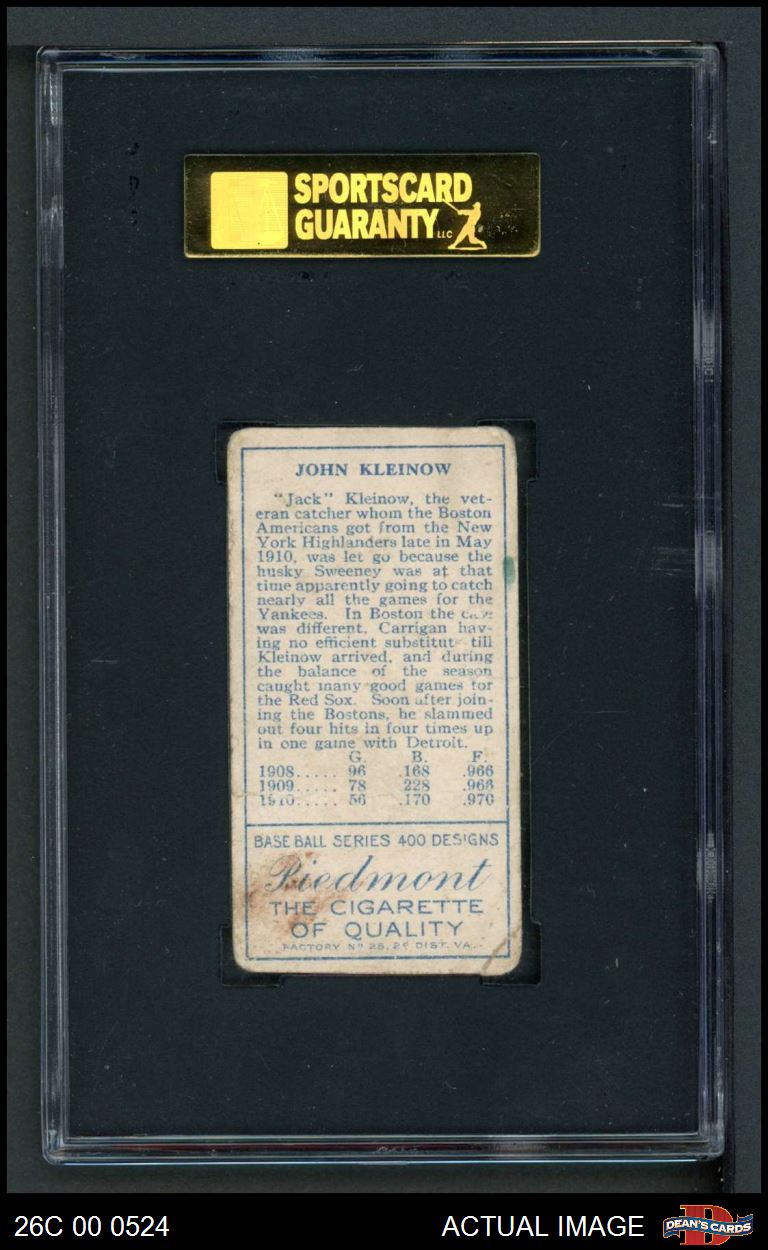 SPORTSCARD
GUARANTY LLC
JOHN KLEINOW
"Jack" Kleinow, the vet-
eran catcher whom the Boston
Americans got from the New
York Highlanders late in May
1910, was let go because the
husky Sweeney was at that
time apparently going to catch
nearly all the games for the
Yankees. In Boston the
was different, Carrigan hav-
ing no efficient substitut till
Kleinow arrived, and during
the balance of the season
caught many good games for
the Red Sox. Soon after join-
ing the Bostons, he slammed
out four hits in four times up
in one game with Detroit.
G. B. F.
1908..... 96 .168 .966
1909..... 78 228
1910..... 56 .170 .970
BASE BALL SERIES 400 DESIGNS
Piedmont
THE CIGARETTE
OF QUALITY
FACTORY Nº 25, 2ᴰ DIST. VA.
26C 00 0524
ACTUAL IMAGE
DEAN'S CARDS